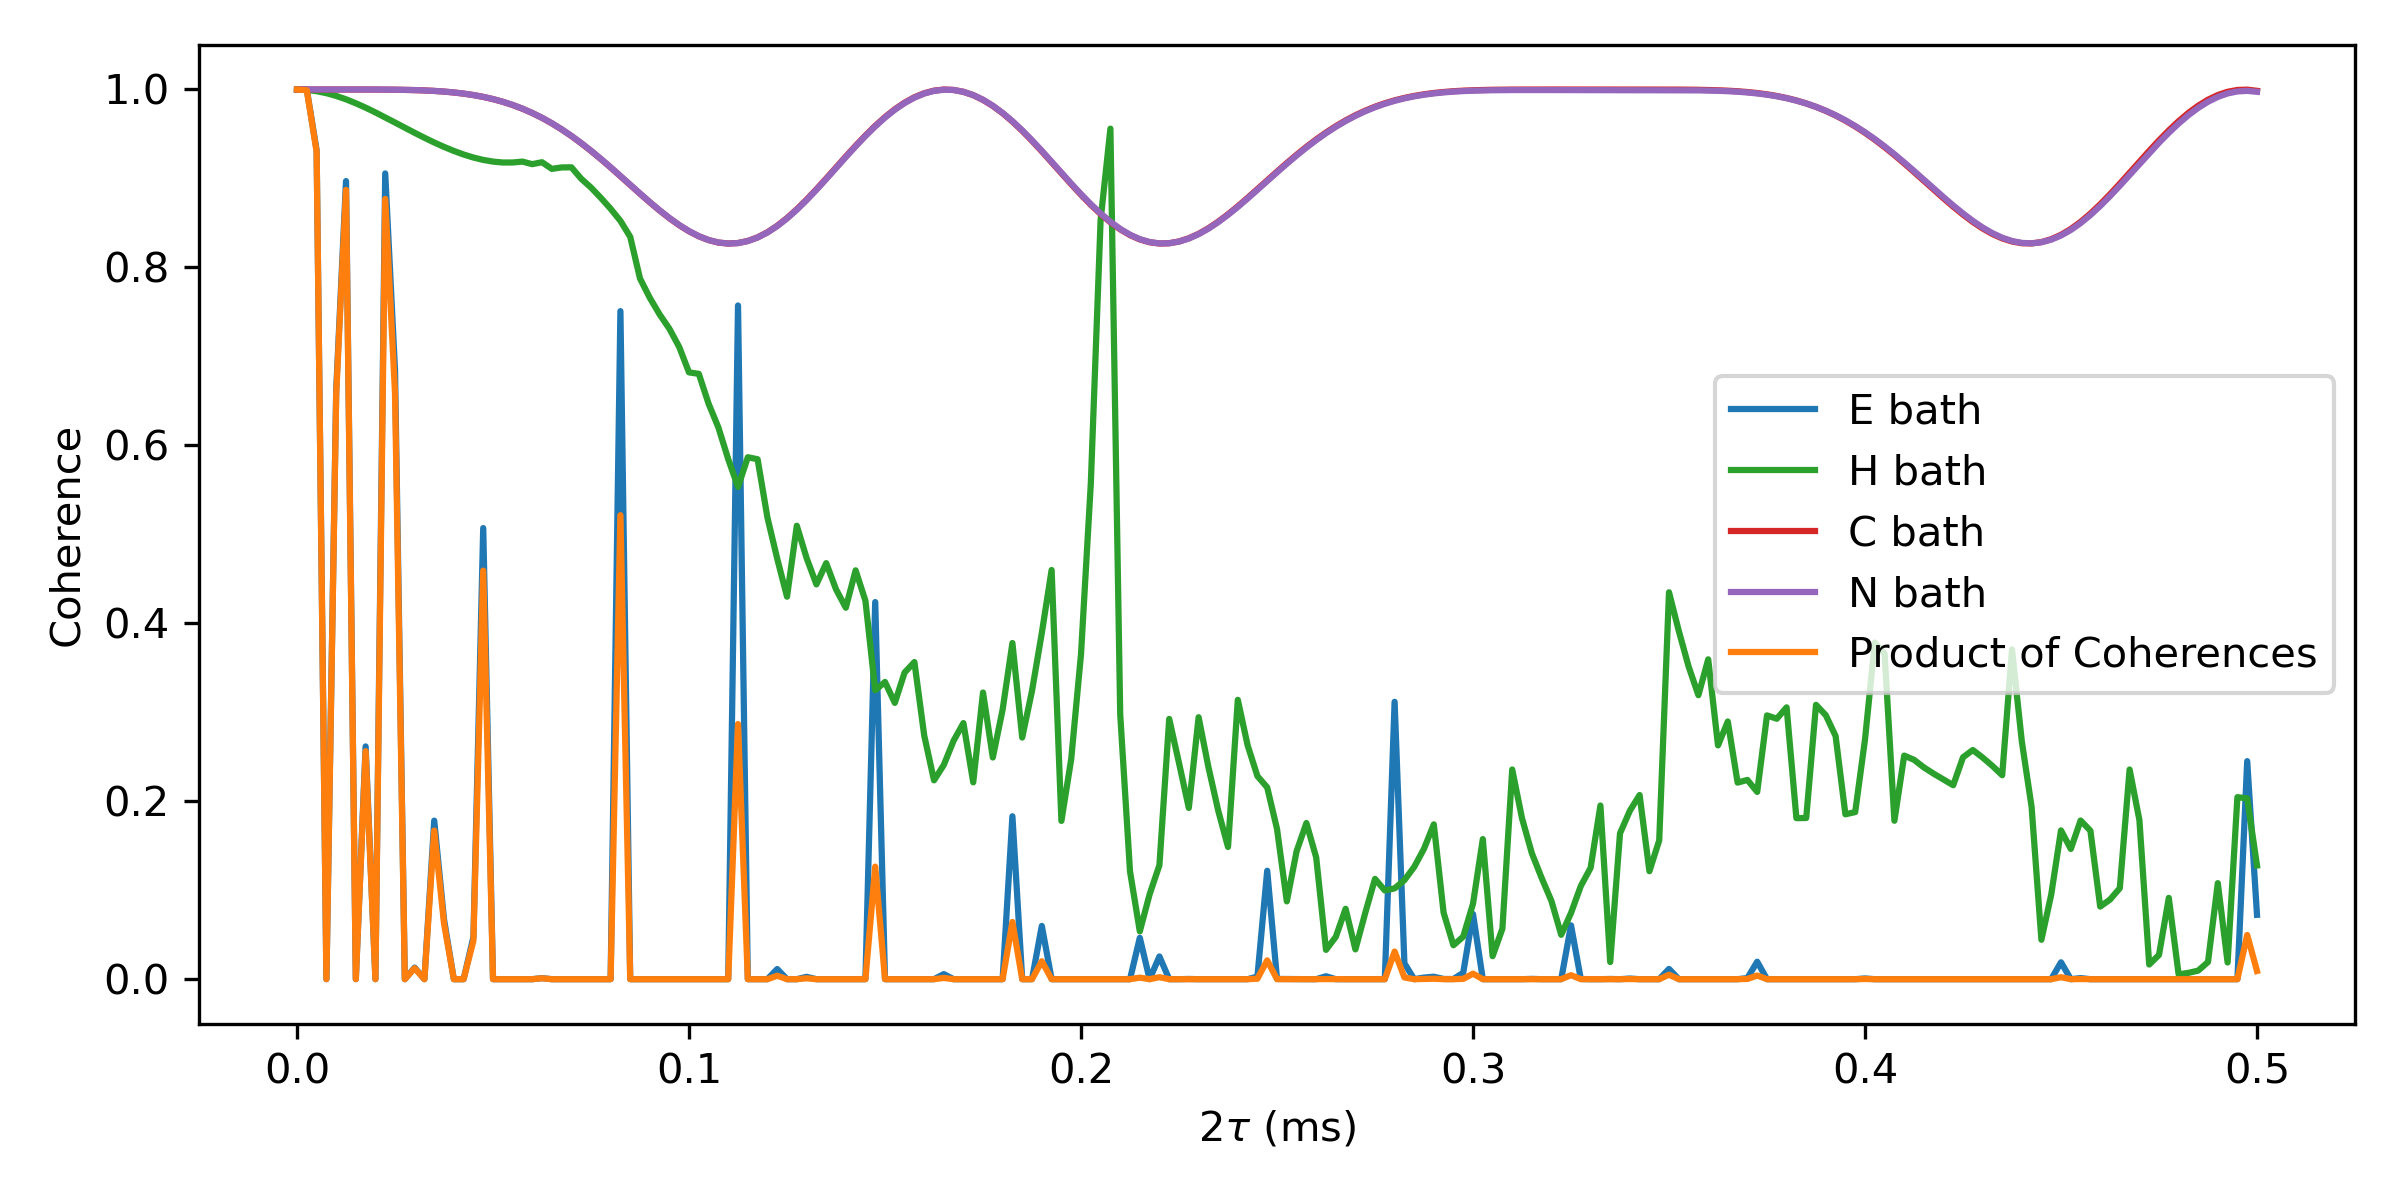 Coherence
1.0
0.8
0.6
0.4
0.2
0.0
E bath
H bath
C bath
N bath
Product of Coherences
0.0 0.1 0.2 0.3 0.4 0.5
2τ (ms)